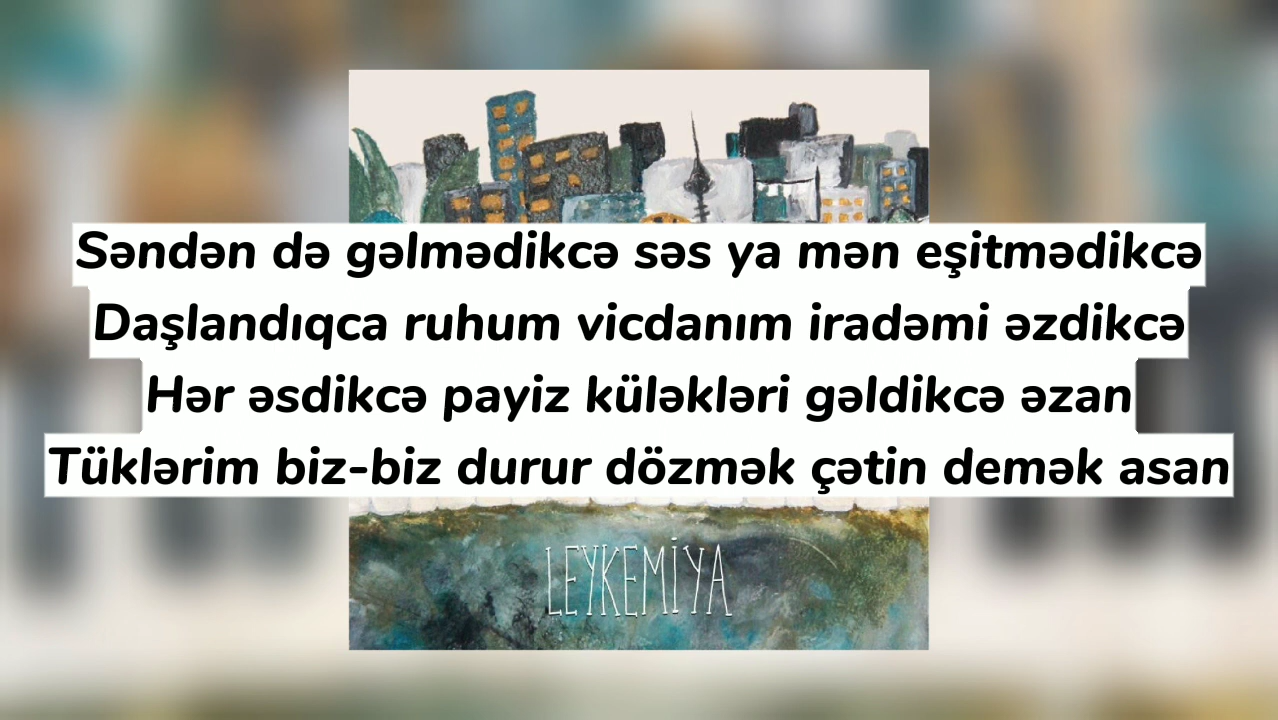 Səndən də gəlmədikcə səs ya mən eşitmədikcə
Daşlandıqca ruhum vicdanım iradəmi əzdikcə
Hər əsdikcə payiz küləkləri gəldikcə əzan
Tüklərim biz-biz durur dözmək çətin demək asan
LEYKEMİYA